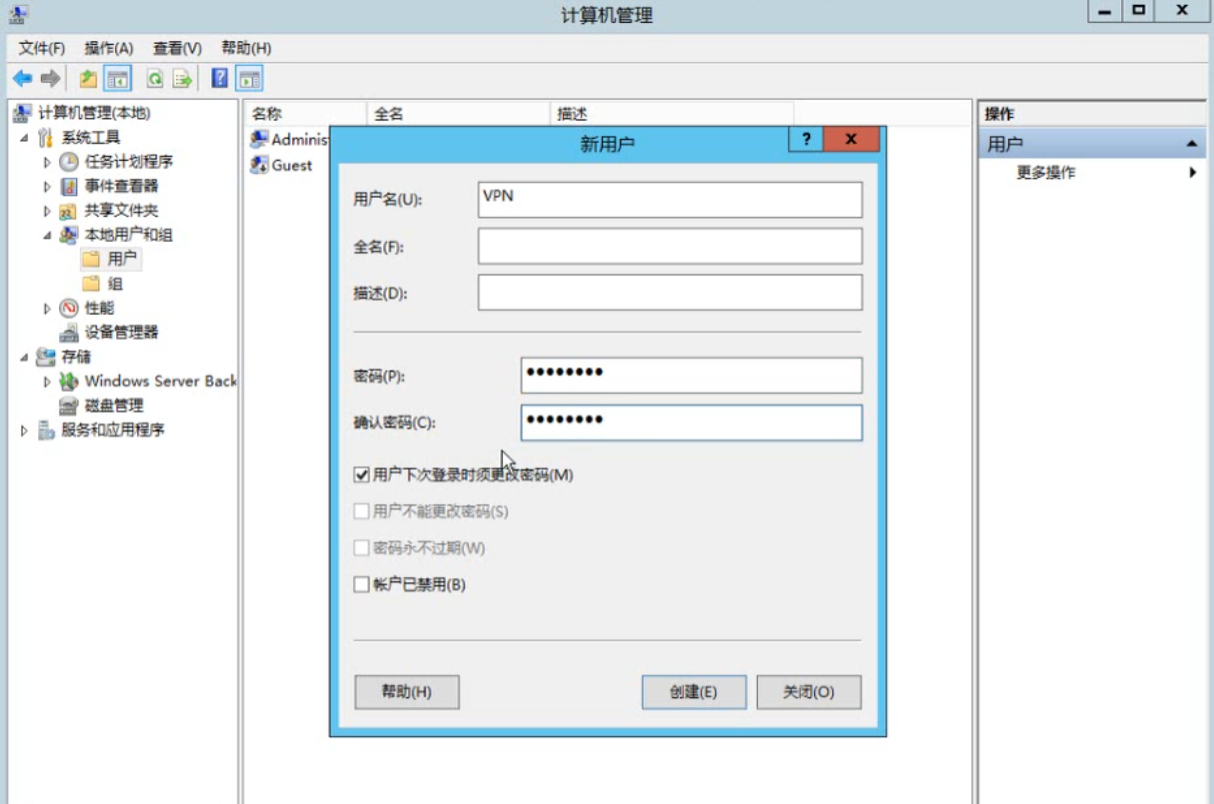 计算机管理
文件(F) 操作(A) 查看(V) 帮助(H)
计算机管理(本地)
系统工具
任务计划程序
事件查看器
共享文件夹
本地用户和组
用户
组
性能
设备管理器
存储
Windows Server Back
磁盘管理
服务和应用程序
名称 全名 描述
Adminis
Guest
新用户
用户名(U): VPN
全名(F):
描述(D):
密码(P): ●●●●●●●●
确认密码(C): ●●●●●●●●
用户下次登录时须更改密码(M)
用户不能更改密码(S)
密码永不过期(W)
帐户已禁用(B)
帮助(H) 创建(E) 关闭(O)
操作
用户
更多操作